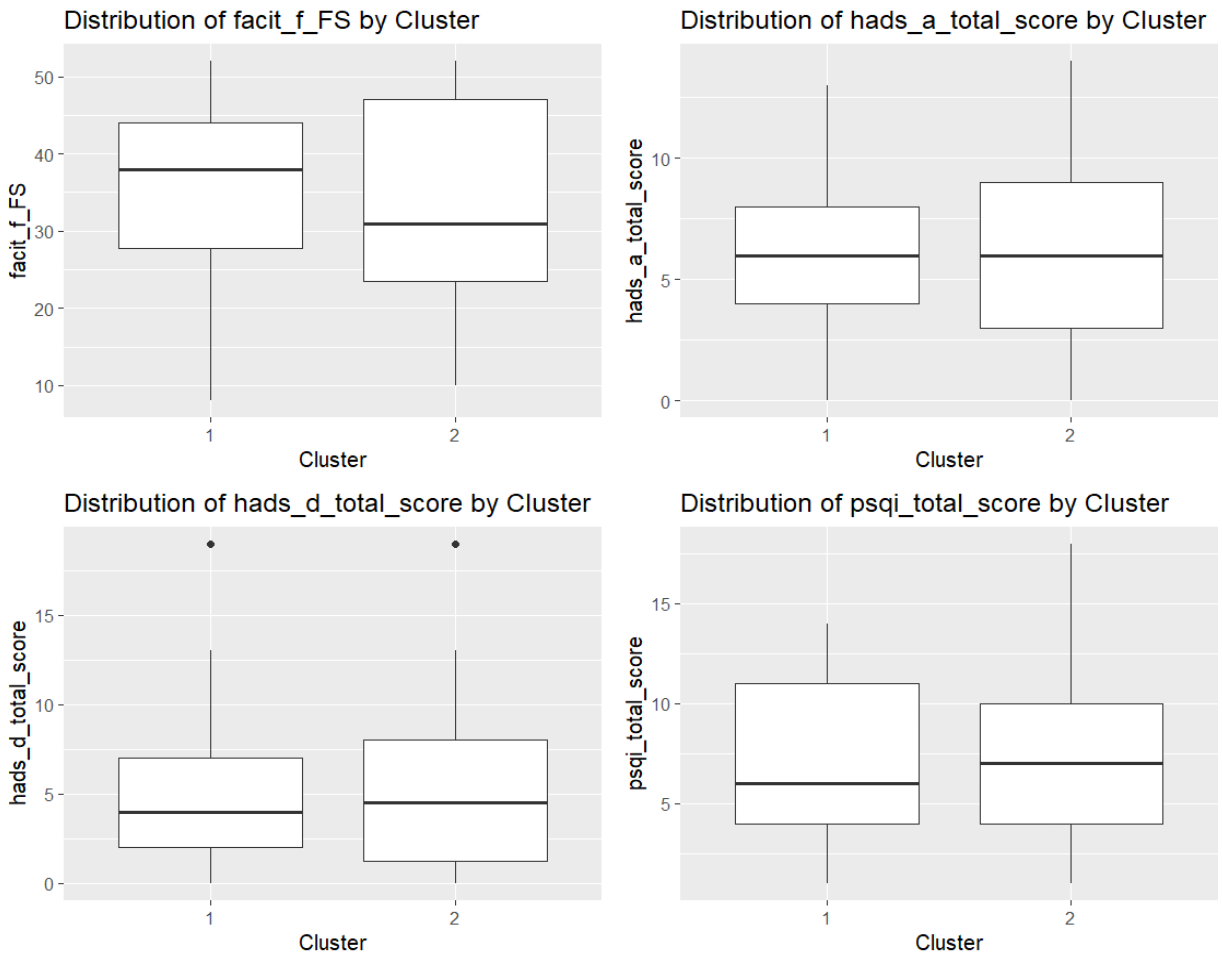 Distribution of facit_f_FS by Cluster
facit_f_FS
50
40
30
20
10
1
2
Cluster
Distribution of hads_a_total_score by Cluster
hads_a_total_score
10
5
0
1
2
Cluster
Distribution of hads_d_total_score by Cluster
hads_d_total_score
15
10
5
0
1
2
Cluster
Distribution of psqi_total_score by Cluster
psqi_total_score
15
10
5
1
2
Cluster